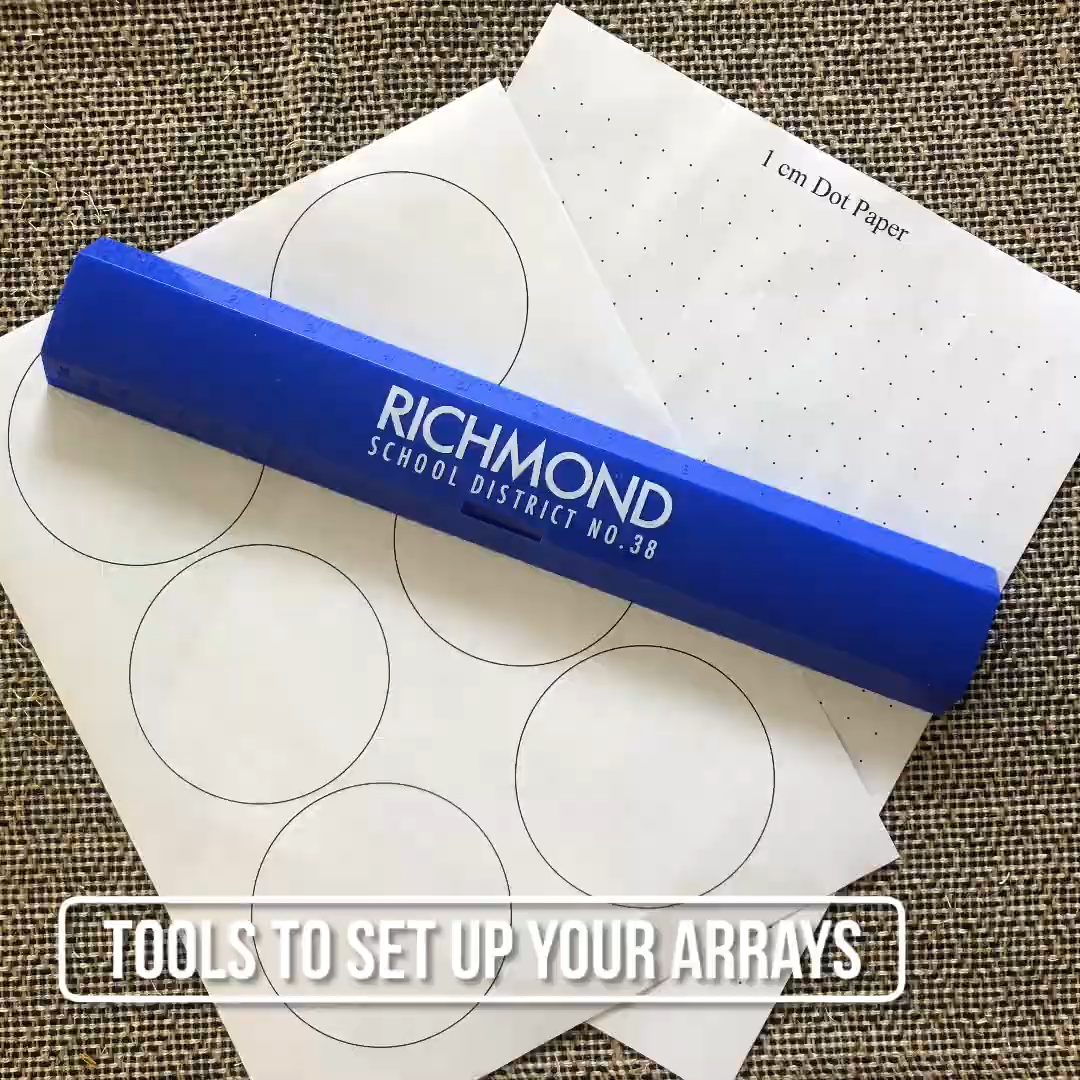 1 cm Dot Paper
RICHMOND
SCHOOL DISTRICT NO.38
TOOLS TO SET UP YOUR ARRAYS